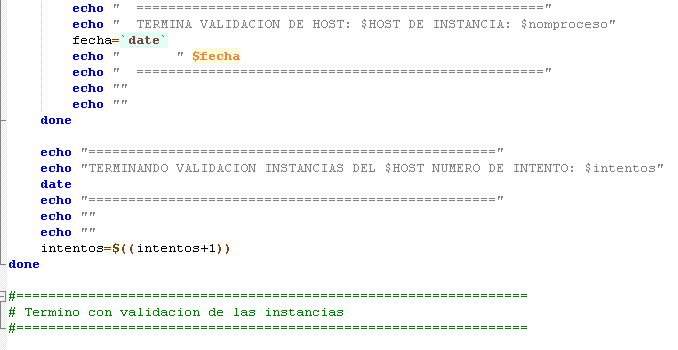 echo "  ==================================================="
echo "  TERMINA VALIDACION DE HOST: $HOST DE INSTANCIA: $nomproceso"
fecha=`date`
echo "       " $fecha
echo "  ==================================================="
echo ""
echo ""
done
echo "==================================================="
echo "TERMINANDO VALIDACION INSTANCIAS DEL $HOST NUMERO DE INTENTO: $intentos"
date
echo "==================================================="
echo ""
echo ""
intentos=$((intentos+1))
done
#================================================================
# Termino con validacion de las instancias
#================================================================